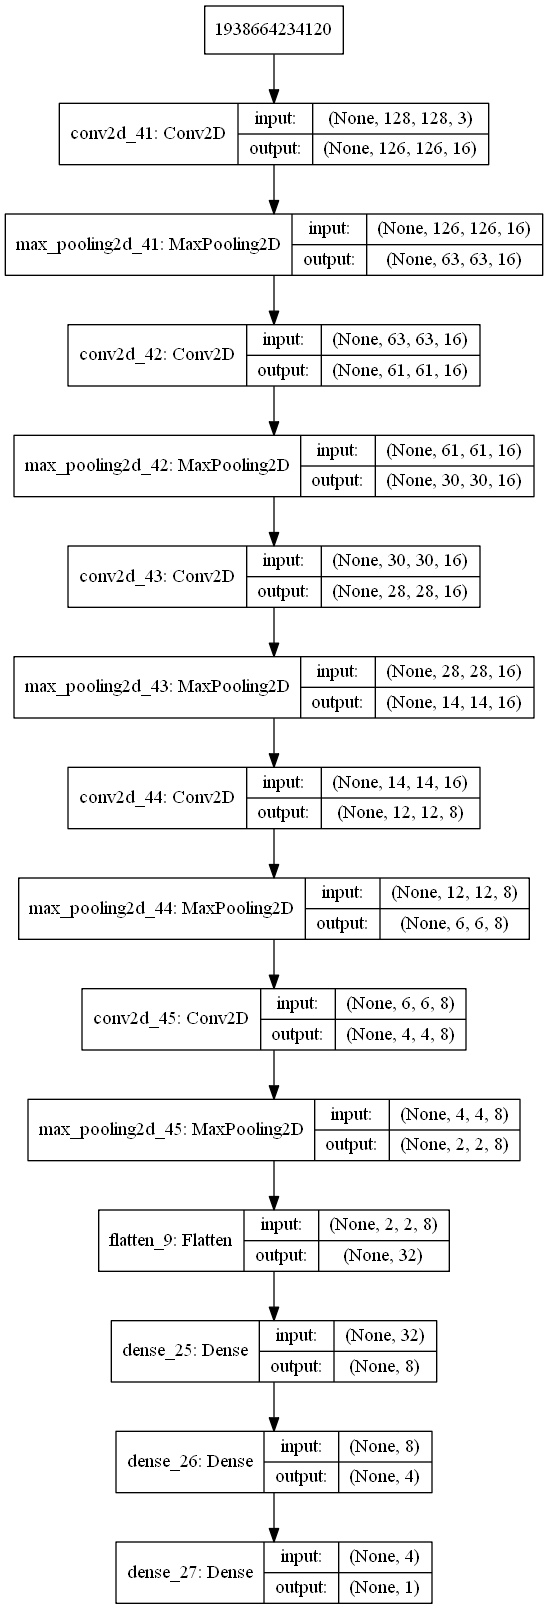 1938664234120
conv2d_41: Conv2D
input: (None, 128, 128, 3)
output: (None, 126, 126, 16)
max_pooling2d_41: MaxPooling2D
input: (None, 126, 126, 16)
output: (None, 63, 63, 16)
conv2d_42: Conv2D
input: (None, 63, 63, 16)
output: (None, 61, 61, 16)
max_pooling2d_42: MaxPooling2D
input: (None, 61, 61, 16)
output: (None, 30, 30, 16)
conv2d_43: Conv2D
input: (None, 30, 30, 16)
output: (None, 28, 28, 16)
max_pooling2d_43: MaxPooling2D
input: (None, 28, 28, 16)
output: (None, 14, 14, 16)
conv2d_44: Conv2D
input: (None, 14, 14, 16)
output: (None, 12, 12, 8)
max_pooling2d_44: MaxPooling2D
input: (None, 12, 12, 8)
output: (None, 6, 6, 8)
conv2d_45: Conv2D
input: (None, 6, 6, 8)
output: (None, 4, 4, 8)
max_pooling2d_45: MaxPooling2D
input: (None, 4, 4, 8)
output: (None, 2, 2, 8)
flatten_9: Flatten
input: (None, 2, 2, 8)
output: (None, 32)
dense_25: Dense
input: (None, 32)
output: (None, 8)
dense_26: Dense
input: (None, 8)
output: (None, 4)
dense_27: Dense
input: (None, 4)
output: (None, 1)